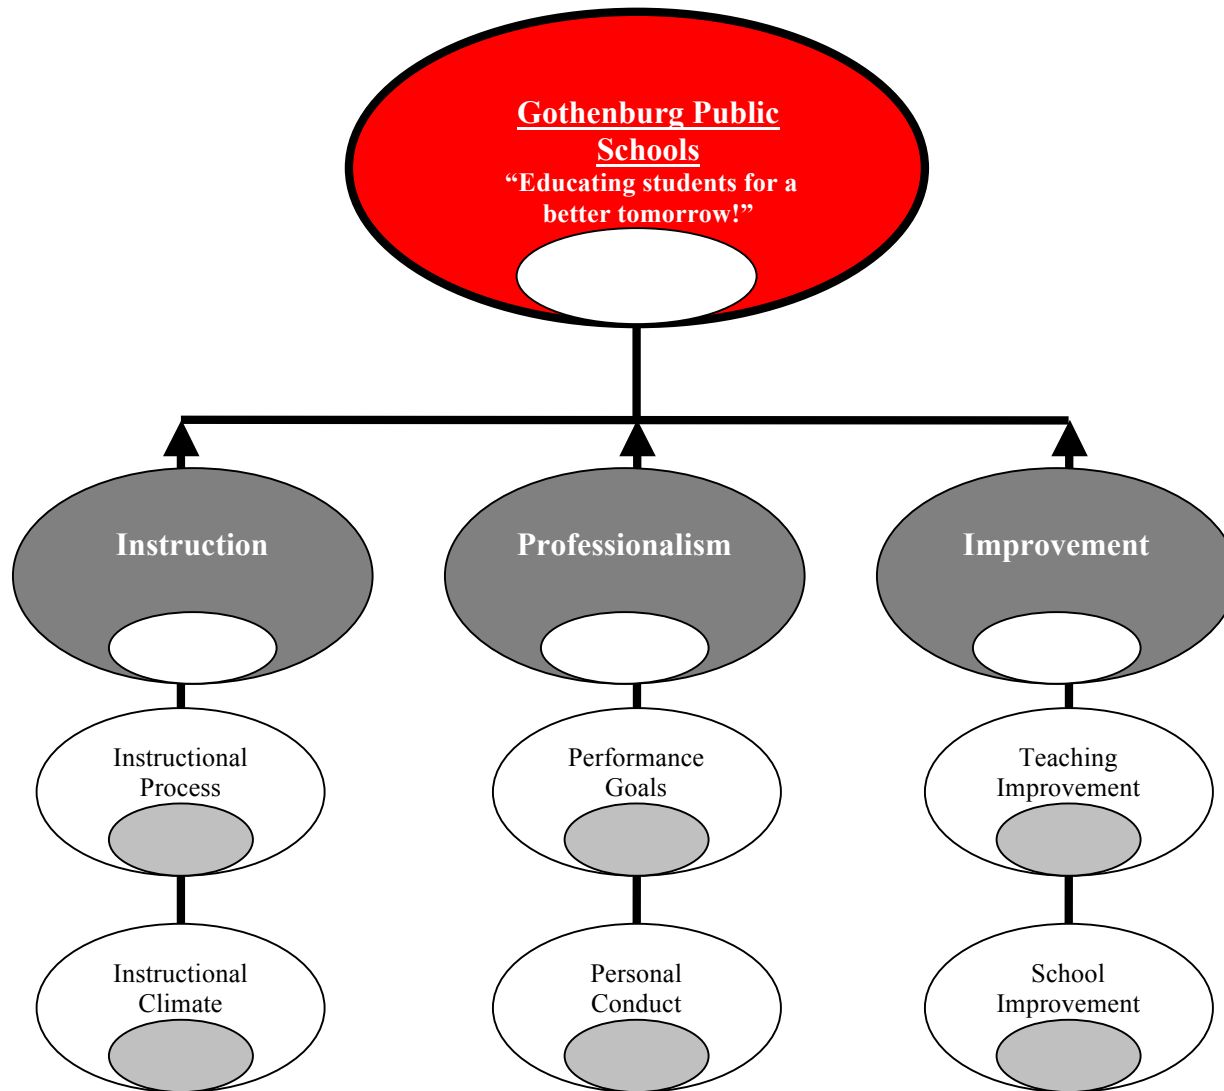 Gothenburg Public
Schools
“Educating students for a
better tomorrow!”
Instruction
Professionalism
Improvement
Instructional
Process
Performance
Goals
Teaching
Improvement
Instructional
Climate
Personal
Conduct
School
Improvement